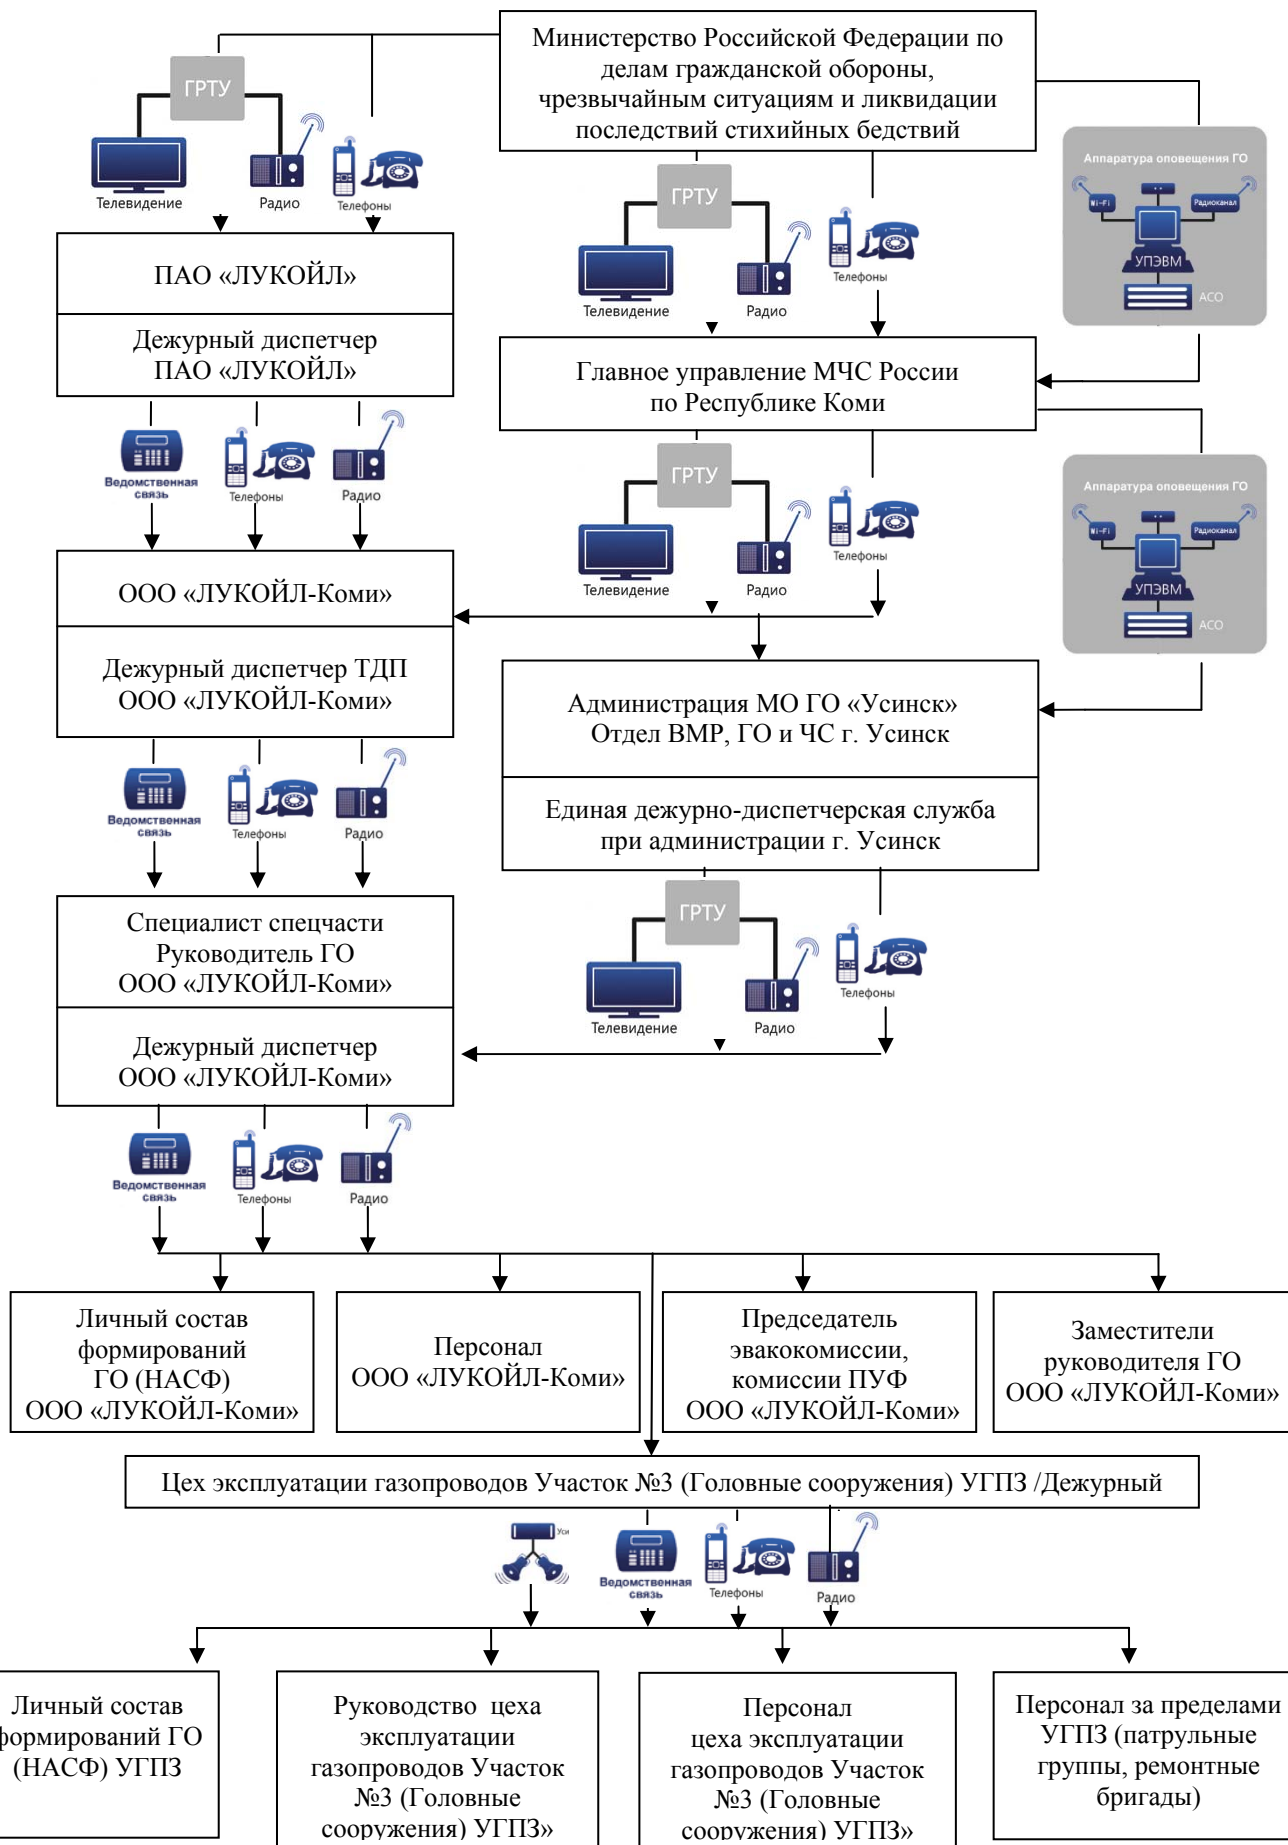 Министерство Российской Федерации по
делам гражданской обороны,
чрезвычайным ситуациям и ликвидации
последствий стихийных бедствий
ГРТУ
Телевидение
Радио
Телефоны
ПАО «ЛУКОЙЛ»
Дежурный диспетчер
ПАО «ЛУКОЙЛ»
ГРТУ
Телевидение
Радио
Телефоны
Аппаратура оповещения ГО
Wi-Fi
Радиоканал
УПЭВМ
АСО
Главное управление МЧС России
по Республике Коми
Ведомственная
связь
Телефоны
Радио
ГРТУ
Телевидение
Радио
Телефоны
Аппаратура оповещения ГО
Wi-Fi
Радиоканал
УПЭВМ
АСО
ООО «ЛУКОЙЛ-Коми»
Дежурный диспетчер ТДП
ООО «ЛУКОЙЛ-Коми»
Администрация МО ГО «Усинск»
Отдел ВМР, ГО и ЧС г. Усинск
Единая дежурно-диспетчерская служба
при администрации г. Усинск
Ведомственная
связь
Телефоны
Радио
Специалист спецчасти
Руководитель ГО
ООО «ЛУКОЙЛ-Коми»
Дежурный диспетчер
ООО «ЛУКОЙЛ-Коми»
ГРТУ
Телевидение
Радио
Телефоны
Ведомственная
связь
Телефоны
Радио
Личный состав
формирований
ГО (НАСФ)
ООО «ЛУКОЙЛ-Коми»
Персонал
ООО «ЛУКОЙЛ-Коми»
Председатель
эвакокомиссии,
комиссии ПУФ
ООО «ЛУКОЙЛ-Коми»
Заместители
руководителя ГО
ООО «ЛУКОЙЛ-Коми»
Цех эксплуатации газопроводов Участок №3 (Головные сооружения) УГПЗ /Дежурный
Уси
Ведомственная
связь
Телефоны
Радио
Личный состав
формирований ГО
(НАСФ) УГПЗ
Руководство цеха
эксплуатации
газопроводов Участок
№3 (Головные
сооружения) УГПЗ»
Персонал
цеха эксплуатации
газопроводов Участок
№3 (Головные
сооружения) УГПЗ»
Персонал за пределами
УГПЗ (патрульные
группы, ремонтные
бригады)